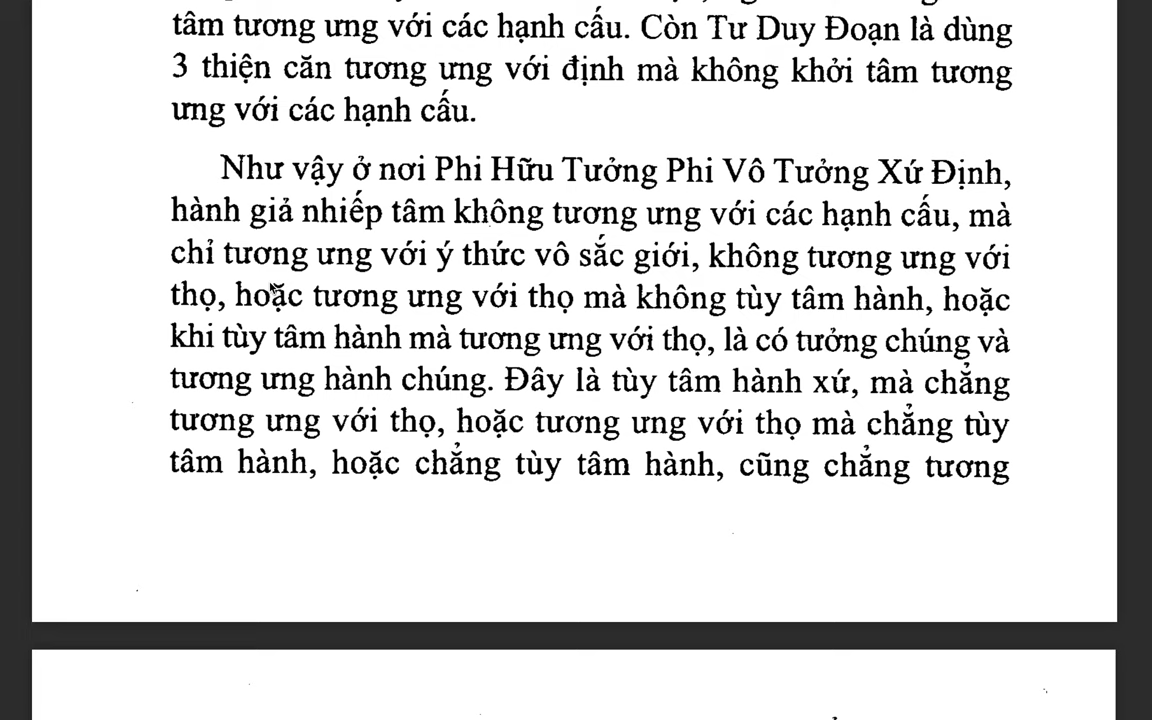 tâm tương ưng với các hạnh cấu. Còn Tư Duy Đoạn là dùng
3 thiện căn tương ưng với định mà không khởi tâm tương
ưng với các hạnh cấu.
Như vậy ở nơi Phi Hữu Tưởng Phi Vô Tưởng Xứ Định,
hành giả nhiếp tâm không tương ưng với các hạnh cấu, mà
chỉ tương ưng với ý thức vô sắc giới, không tương ưng với
thọ, hoặc tương ưng với thọ mà không tùy tâm hành, hoặc
khi tùy tâm hành mà tương ưng với thọ, là có tưởng chúng và
tương ưng hành chúng. Đây là tùy tâm hành xứ, mà chẳng
tương ưng với thọ, hoặc tương ưng với thọ mà chẳng tùy
tâm hành, hoặc chẳng tùy tâm hành, cũng chẳng tương